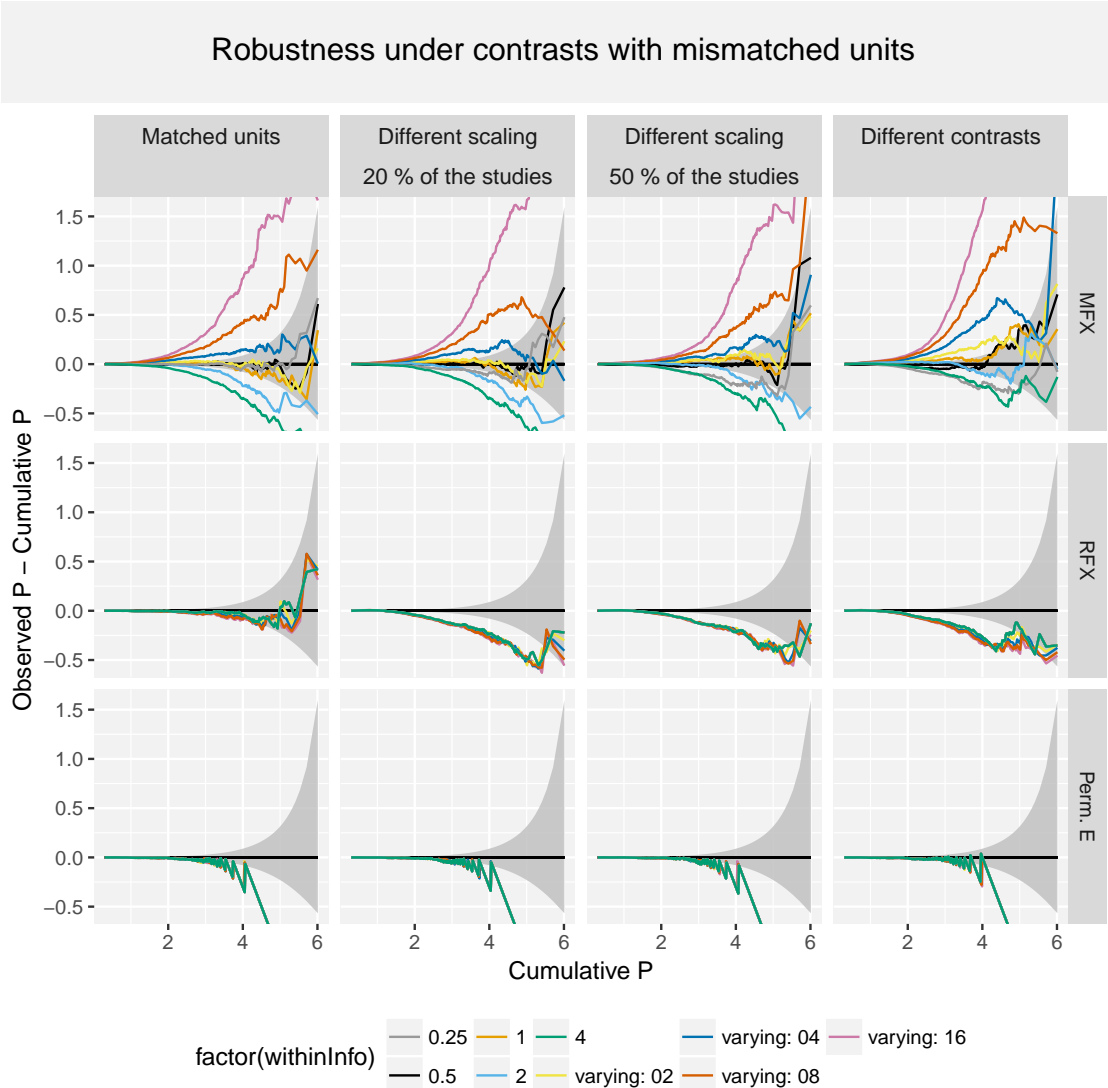 Robustness under contrasts with mismatched units
Matched units
Different scaling
20 % of the studies
Different scaling
50 % of the studies
Different contrasts
1.5
1.0
0.5
0.0
−0.5
MFX
1.5
1.0
0.5
0.0
−0.5
RFX
1.5
1.0
0.5
0.0
−0.5
Perm. E
Observed P − Cumulative P
2 4 6 2 4 6 2 4 6 2 4 6
Cumulative P
factor(withinInfo)
0.25 1 4 varying: 04 varying: 16
0.5 2 varying: 02 varying: 08